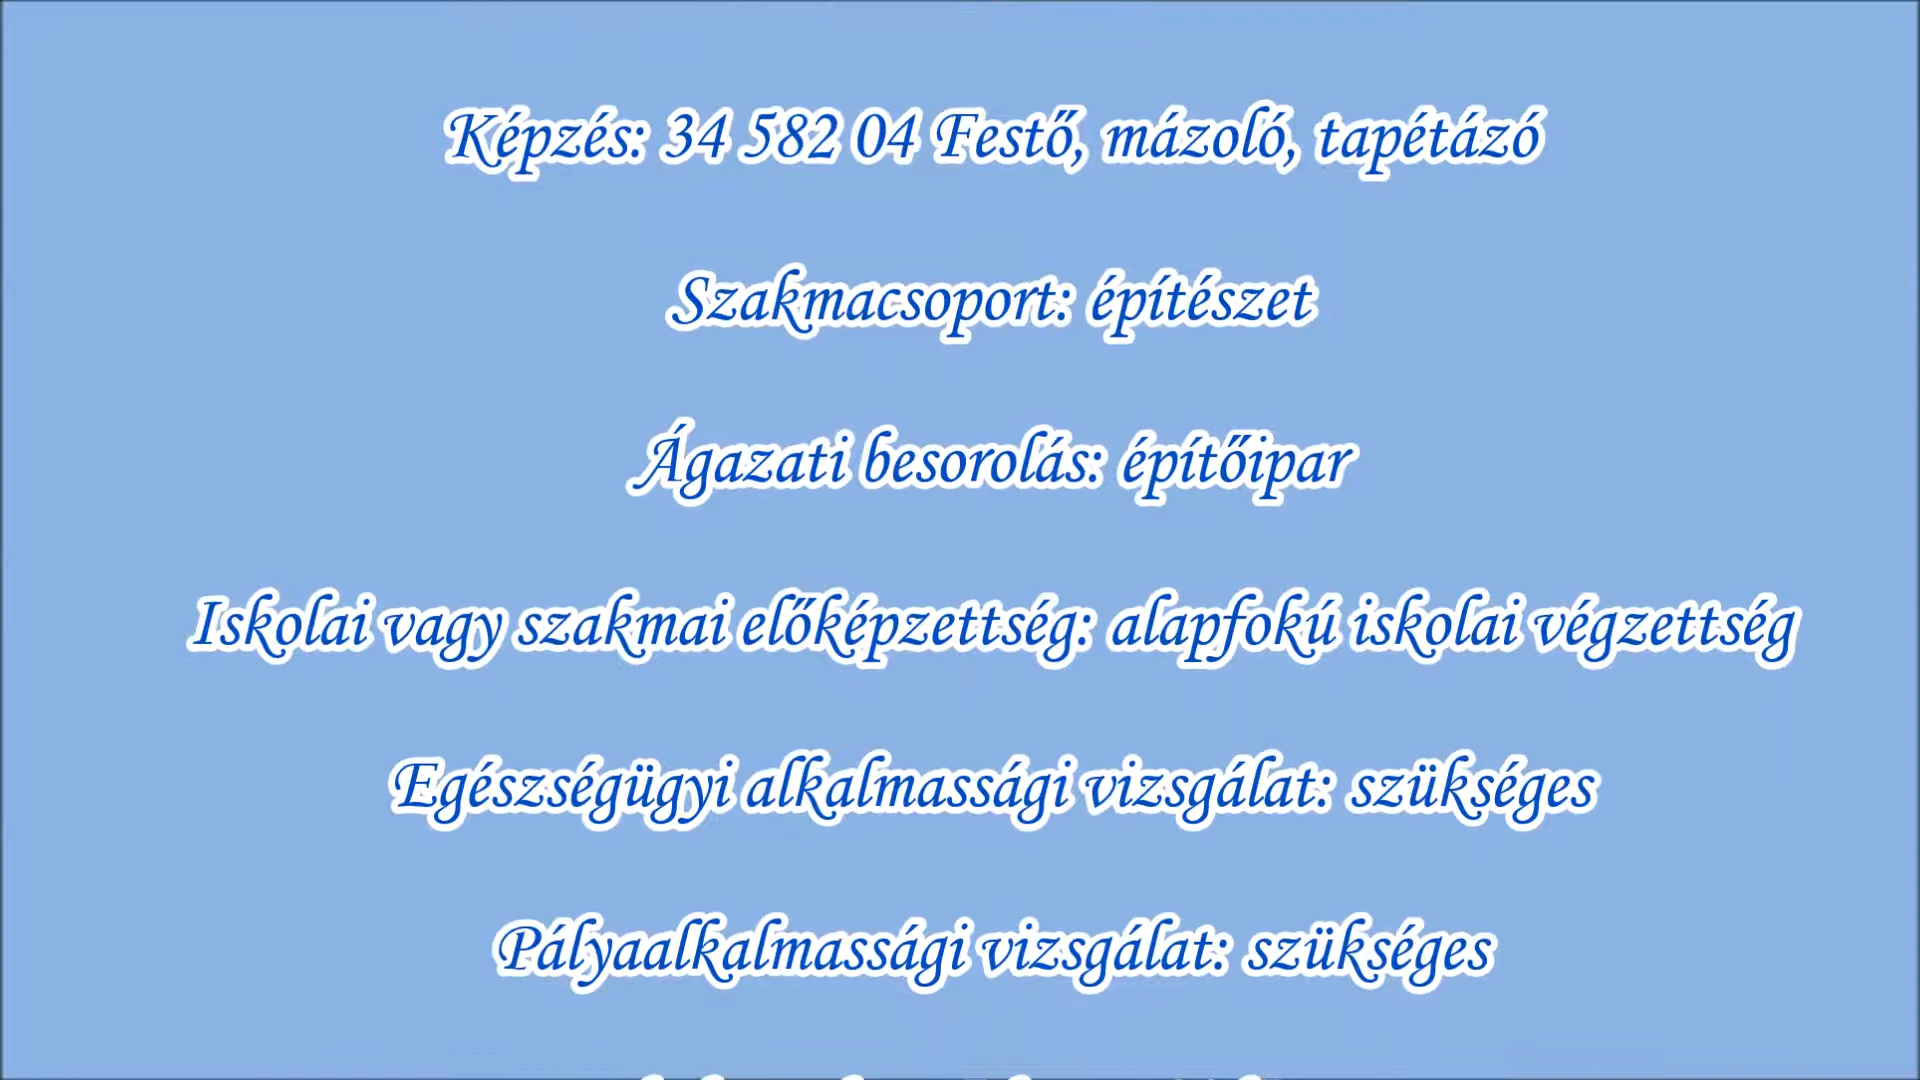 Képzés: 34 582 04 Festő, mázoló, tapétázó
Szakmacsoport: építészet
Ágazati besorolás: építőipar
Iskolai vagy szakmai előképzettség: alapfokú iskolai végzettség
Egészségügyi alkalmassági vizsgálat: szükséges
Pályaalkalmassági vizsgálat: szükséges